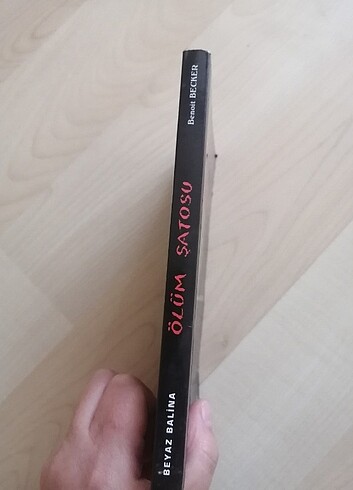 Benoit BECKER
ÖLÜM ŞATOSU
BEYAZ BALİNA